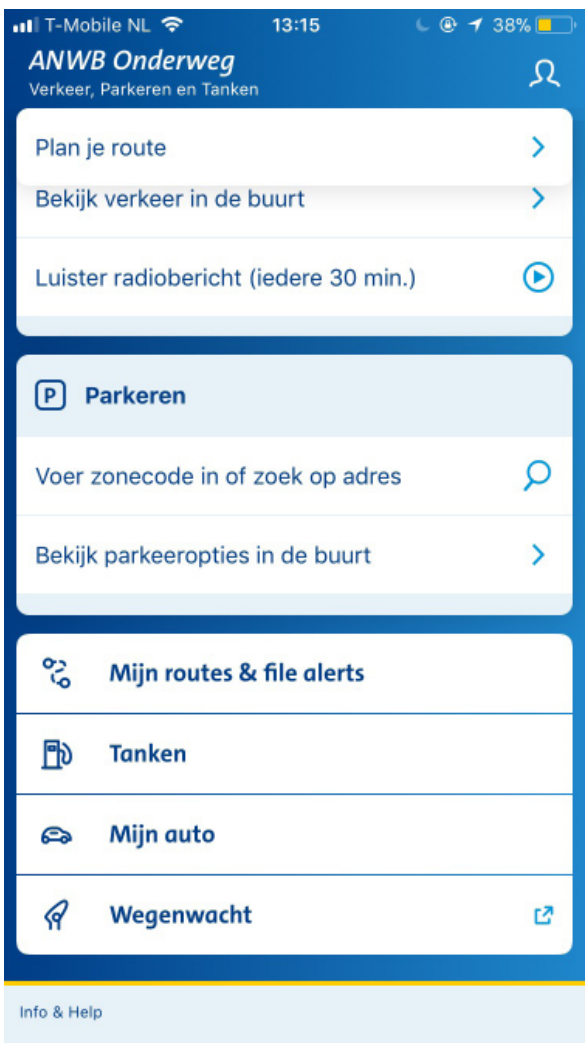 T-Mobile NL 13:15 38%
ANWB Onderweg
Verkeer, Parkeren en Tanken
Plan je route
Bekijk verkeer in de buurt
Luister radiobericht (iedere 30 min.)
P Parkeren
Voer zonecode in of zoek op adres
Bekijk parkeeropties in de buurt
Mijn routes & file alerts
Tanken
Mijn auto
Wegenwacht
Info & Help